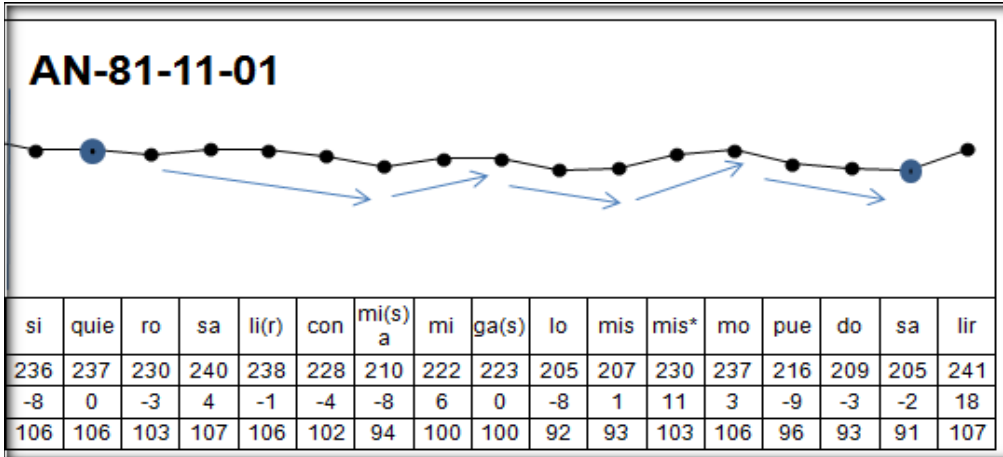 AN-81-11-01
si quie ro sa li(r) con mi(s) a mi ga(s) lo mis mis* mo pue do sa lir
236 237 230 240 238 228 210 222 223 205 207 230 237 216 209 205 241
-8 0 -3 4 -1 -4 -8 6 0 -8 1 11 3 -9 -3 -2 18
106 106 103 107 106 102 94 100 100 92 93 103 106 96 93 91 107